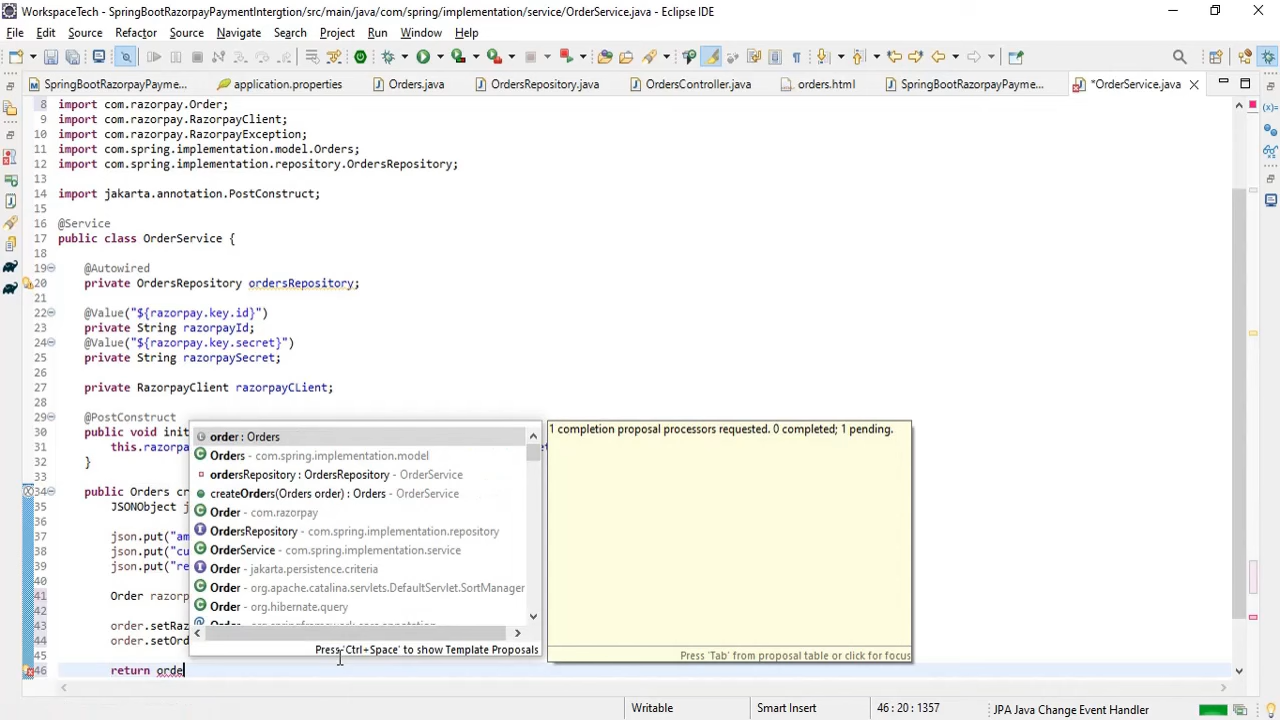 WorkspaceTech - SpringBootRazorpayPaymentIntergtion/src/main/java/com/spring/implementation/service/OrderService.java - Eclipse IDE
File Edit Source Refactor Source Navigate Search Project Run Window Help
SpringBootRazorpayPayme... application.properties Orders.java OrdersRepository.java OrdersController.java orders.html SpringBootRazorpayPayme... *OrderService.java
8 import com.razorpay.Order;
9 import com.razorpay.RazorpayClient;
10 import com.razorpay.RazorpayException;
11 import com.spring.implementation.model.Orders;
12 import com.spring.implementation.repository.OrdersRepository;
13
14 import jakarta.annotation.PostConstruct;
15
16 @Service
17 public class OrderService {
18
19 @Autowired
20 private OrdersRepository ordersRepository;
21
22 @Value("${razorpay.key.id}")
23 private String razorpayId;
24 @Value("${razorpay.key.secret}")
25 private String razorpaySecret;
26
27 private RazorpayClient razorpayCLient;
28
29 @PostConstruct
30 public void init
31 this.razorpa et
32 }
33
34 public Orders cr
35 JSONObject j
36
37 json.put("am
38 json.put("cu
39 json.put("re
40
41 Order razorp
42
43 order.setRaz
44 order.setOrd
45
46 return orde
order : Orders
Orders - com.spring.implementation.model
ordersRepository : OrdersRepository - OrderService
createOrders(Orders order) : Orders - OrderService
Order - com.razorpay
OrdersRepository - com.spring.implementation.repository
OrderService - com.spring.implementation.service
Order - jakarta.persistence.criteria
Order - org.apache.catalina.servlets.DefaultServlet.SortManager
Order - org.hibernate.query
Order - org.springframework.core.annotation
Press 'Ctrl+Space' to show Template Proposals
1 completion proposal processors requested. 0 completed; 1 pending.
Press 'Tab' from proposal table or click for focus
Writable Smart Insert 46 : 20 : 1357 JPA Java Change Event Handler